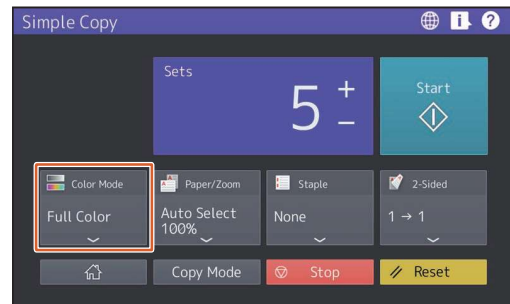 Simple Copy
Sets
5
Start
Color Mode
Full Color
Paper/Zoom
Auto Select
100%
Staple
None
2-Sided
1 → 1
Copy Mode
Stop
Reset